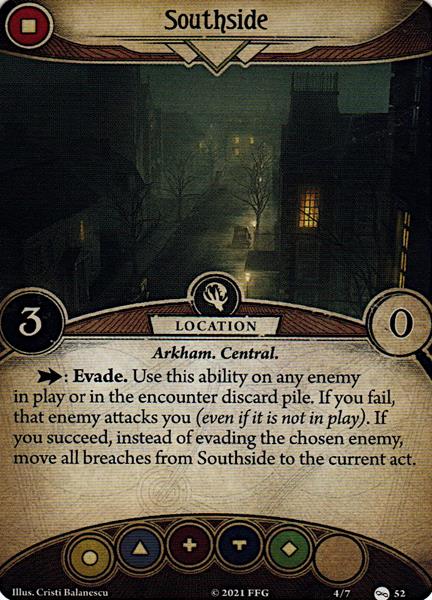 Southside
3
LOCATION
0
Arkham. Central.
: Evade. Use this ability on any enemy
in play or in the encounter discard pile. If you fail,
that enemy attacks you (even if it is not in play). If
you succeed, instead of evading the chosen enemy,
move all breaches from Southside to the current act.
Illus. Cristi Balanescu
© 2021 FFG
4/7
52